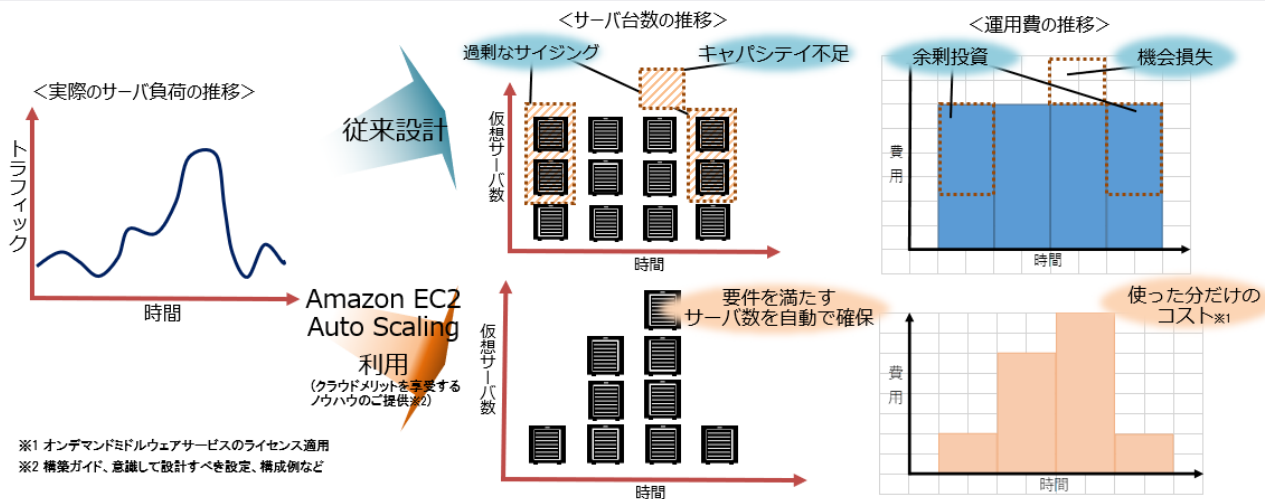 <実際のサーバ負荷の推移>
トラフィック
時間
従来設計
<サーバ台数の推移>
過剰なサイジング
キャパシテイ不足
仮想サーバ数
時間
<運用費の推移>
余剰投資
機会損失
費用
時間
Amazon EC2
Auto Scaling
利用
(クラウドメリットを享受する
ノウハウのご提供※2)
要件を満たす
サーバ数を自動で確保
仮想サーバ数
時間
使った分だけの
コスト※1
費用
時間
※1 オンデマンドミドルウェアサービスのライセンス適用
※2 構築ガイド、意識して設計すべき設定、構成例など